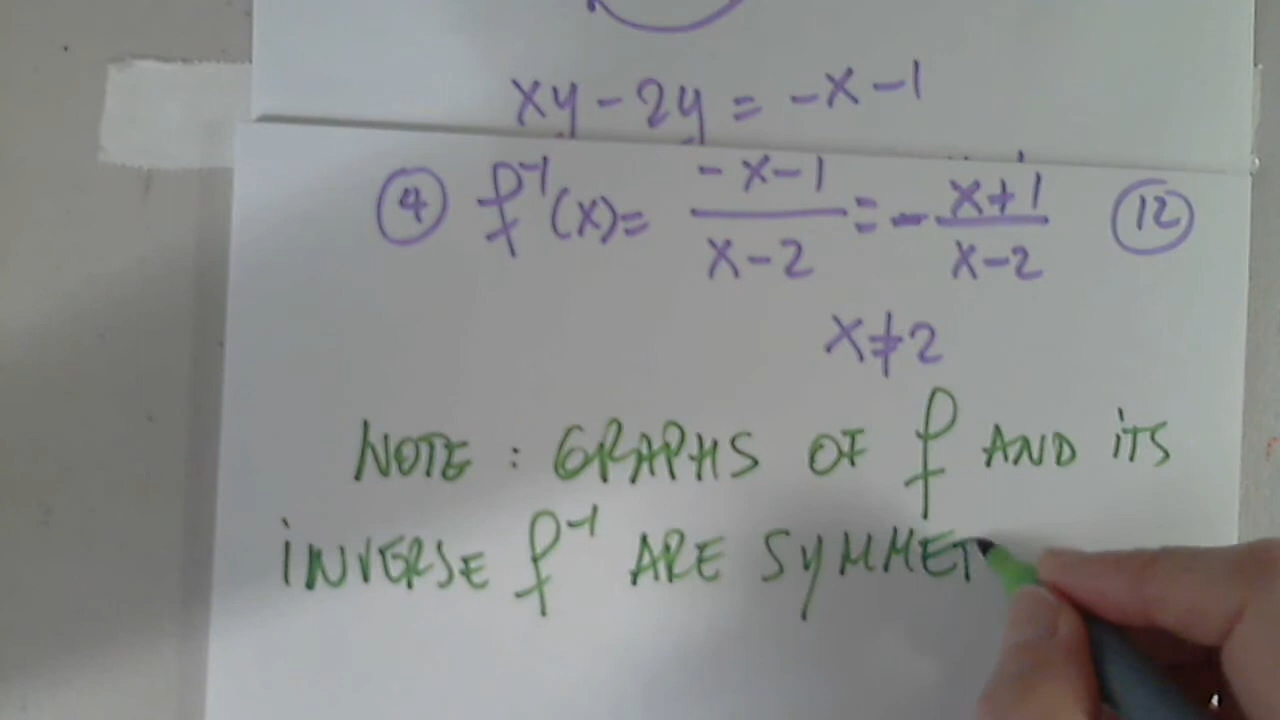 xy - 2y = -x - 1
④ f⁻¹(x) = (-x-1)/(x-2) = -(x+1)/(x-2) ⑫
x ≠ 2
NOTE : GRAPHS OF f AND iTS
iNVERSE f⁻¹ ARE SYMMET